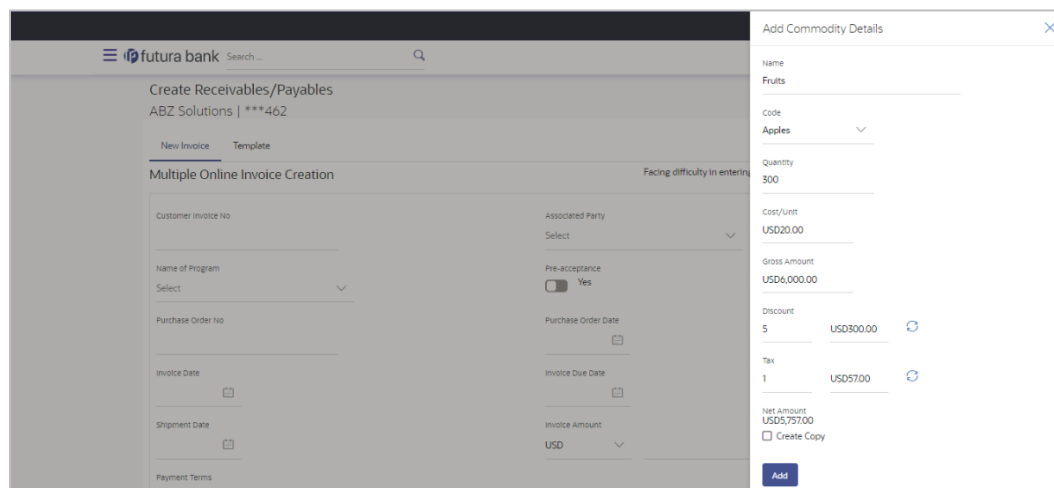 Add Commodity Details
futura bank Search ...
Create Receivables/Payables
ABZ Solutions | ***462
New Invoice Template
Multiple Online Invoice Creation
Facing difficulty in entering
Customer Invoice No
Associated Party
Select
Name of Program
Pre-acceptance
Select
Yes
Purchase Order No
Purchase Order Date
Invoice Date
Invoice Due Date
Shipment Date
Invoice Amount
USD
Payment Terms
Name
Fruits
Code
Apples
Quantity
300
Cost/Unit
USD20.00
Gross Amount
USD6,000.00
Discount
5 USD300.00
Tax
1 USD57.00
Net Amount
USD5,757.00
Create Copy
Add